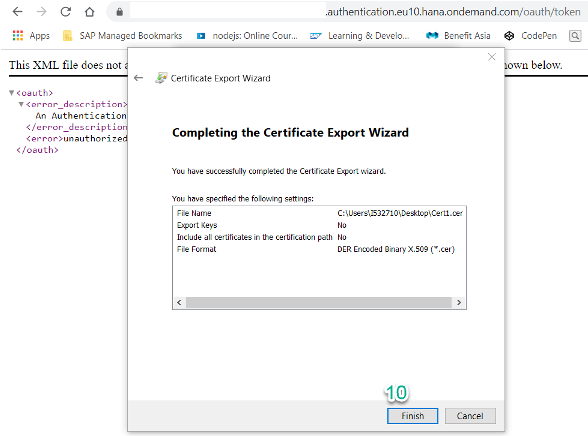 .authentication.eu10.hana.ondemand.com/oauth/token
Apps SAP Managed Bookmarks nodejs: Online Cour... Learning & Develo... Benefit Asia CodePen
This XML file does not a
own below.
Certificate Export Wizard
▼<oauth>
▼<error_description>
An Authentication
</error_description
<error>unauthorized
</oauth>
Completing the Certificate Export Wizard
You have successfully completed the Certificate Export wizard.
You have specified the following settings:
File Name C:\Users\I532710\Desktop\Cert1.cer
Export Keys No
Include all certificates in the certification path No
File Format DER Encoded Binary X.509 (*.cer)
10
Finish Cancel